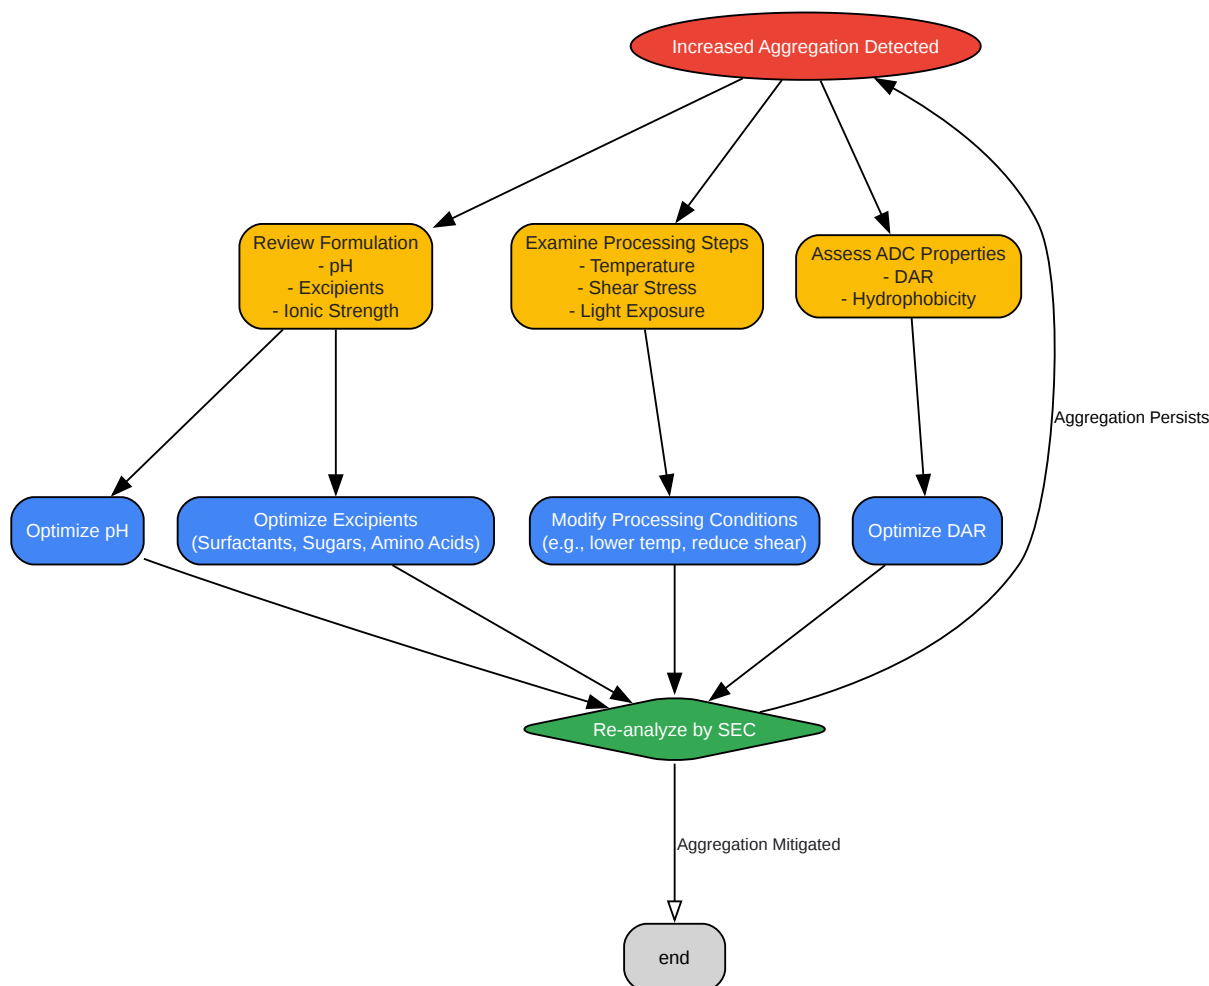 Increased Aggregation Detected
Review Formulation
- pH
- Excipients
- Ionic Strength
Examine Processing Steps
- Temperature
- Shear Stress
- Light Exposure
Assess ADC Properties
- DAR
- Hydrophobicity
Aggregation Persists
Optimize pH
Optimize Excipients
(Surfactants, Sugars, Amino Acids)
Modify Processing Conditions
(e.g., lower temp, reduce shear)
Optimize DAR
Re-analyze by SEC
Aggregation Mitigated
end